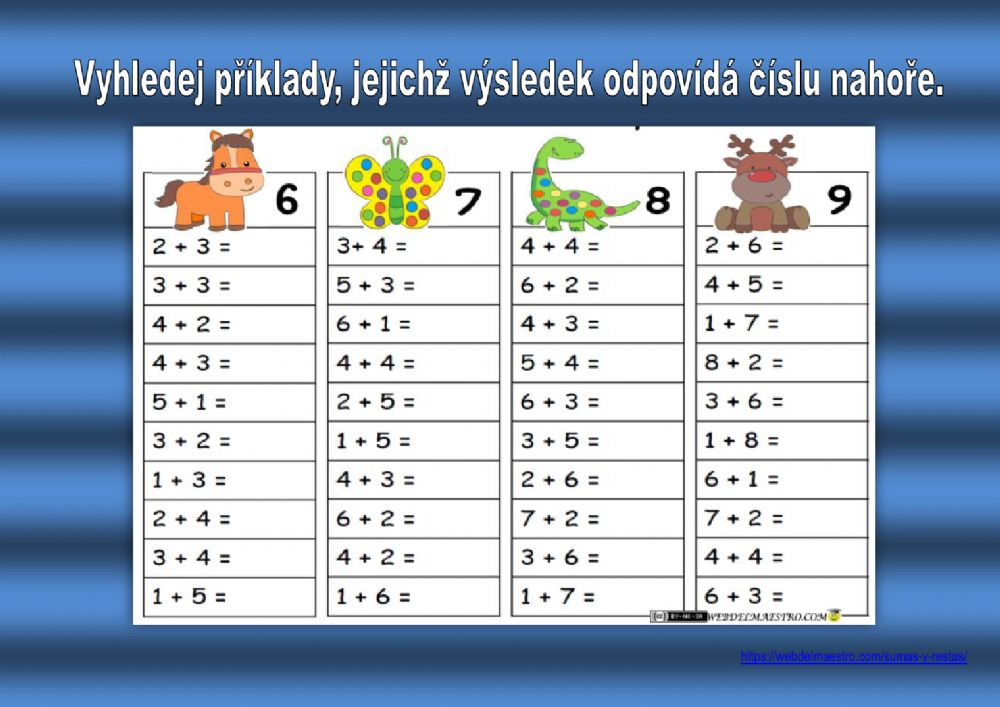 Vyhledej příklady, jejichž výsledek odpovídá číslu nahoře.
6 7 8 9
2 + 3 = 3+ 4 = 4 + 4 = 2 + 6 =
3 + 3 = 5 + 3 = 6 + 2 = 4 + 5 =
4 + 2 = 6 + 1 = 4 + 3 = 1 + 7 =
4 + 3 = 4 + 4 = 5 + 4 = 8 + 2 =
5 + 1 = 2 + 5 = 6 + 3 = 3 + 6 =
3 + 2 = 1 + 5 = 3 + 5 = 1 + 8 =
1 + 3 = 4 + 3 = 2 + 6 = 6 + 1 =
2 + 4 = 6 + 2 = 7 + 2 = 7 + 2 =
3 + 4 = 4 + 2 = 3 + 6 = 4 + 4 =
1 + 5 = 1 + 6 = 1 + 7 = 6 + 3 =
cc BY-NC-SA WEBDELMAESTRO.COM
https://webdelmaestro.com/sumas-y-restas/